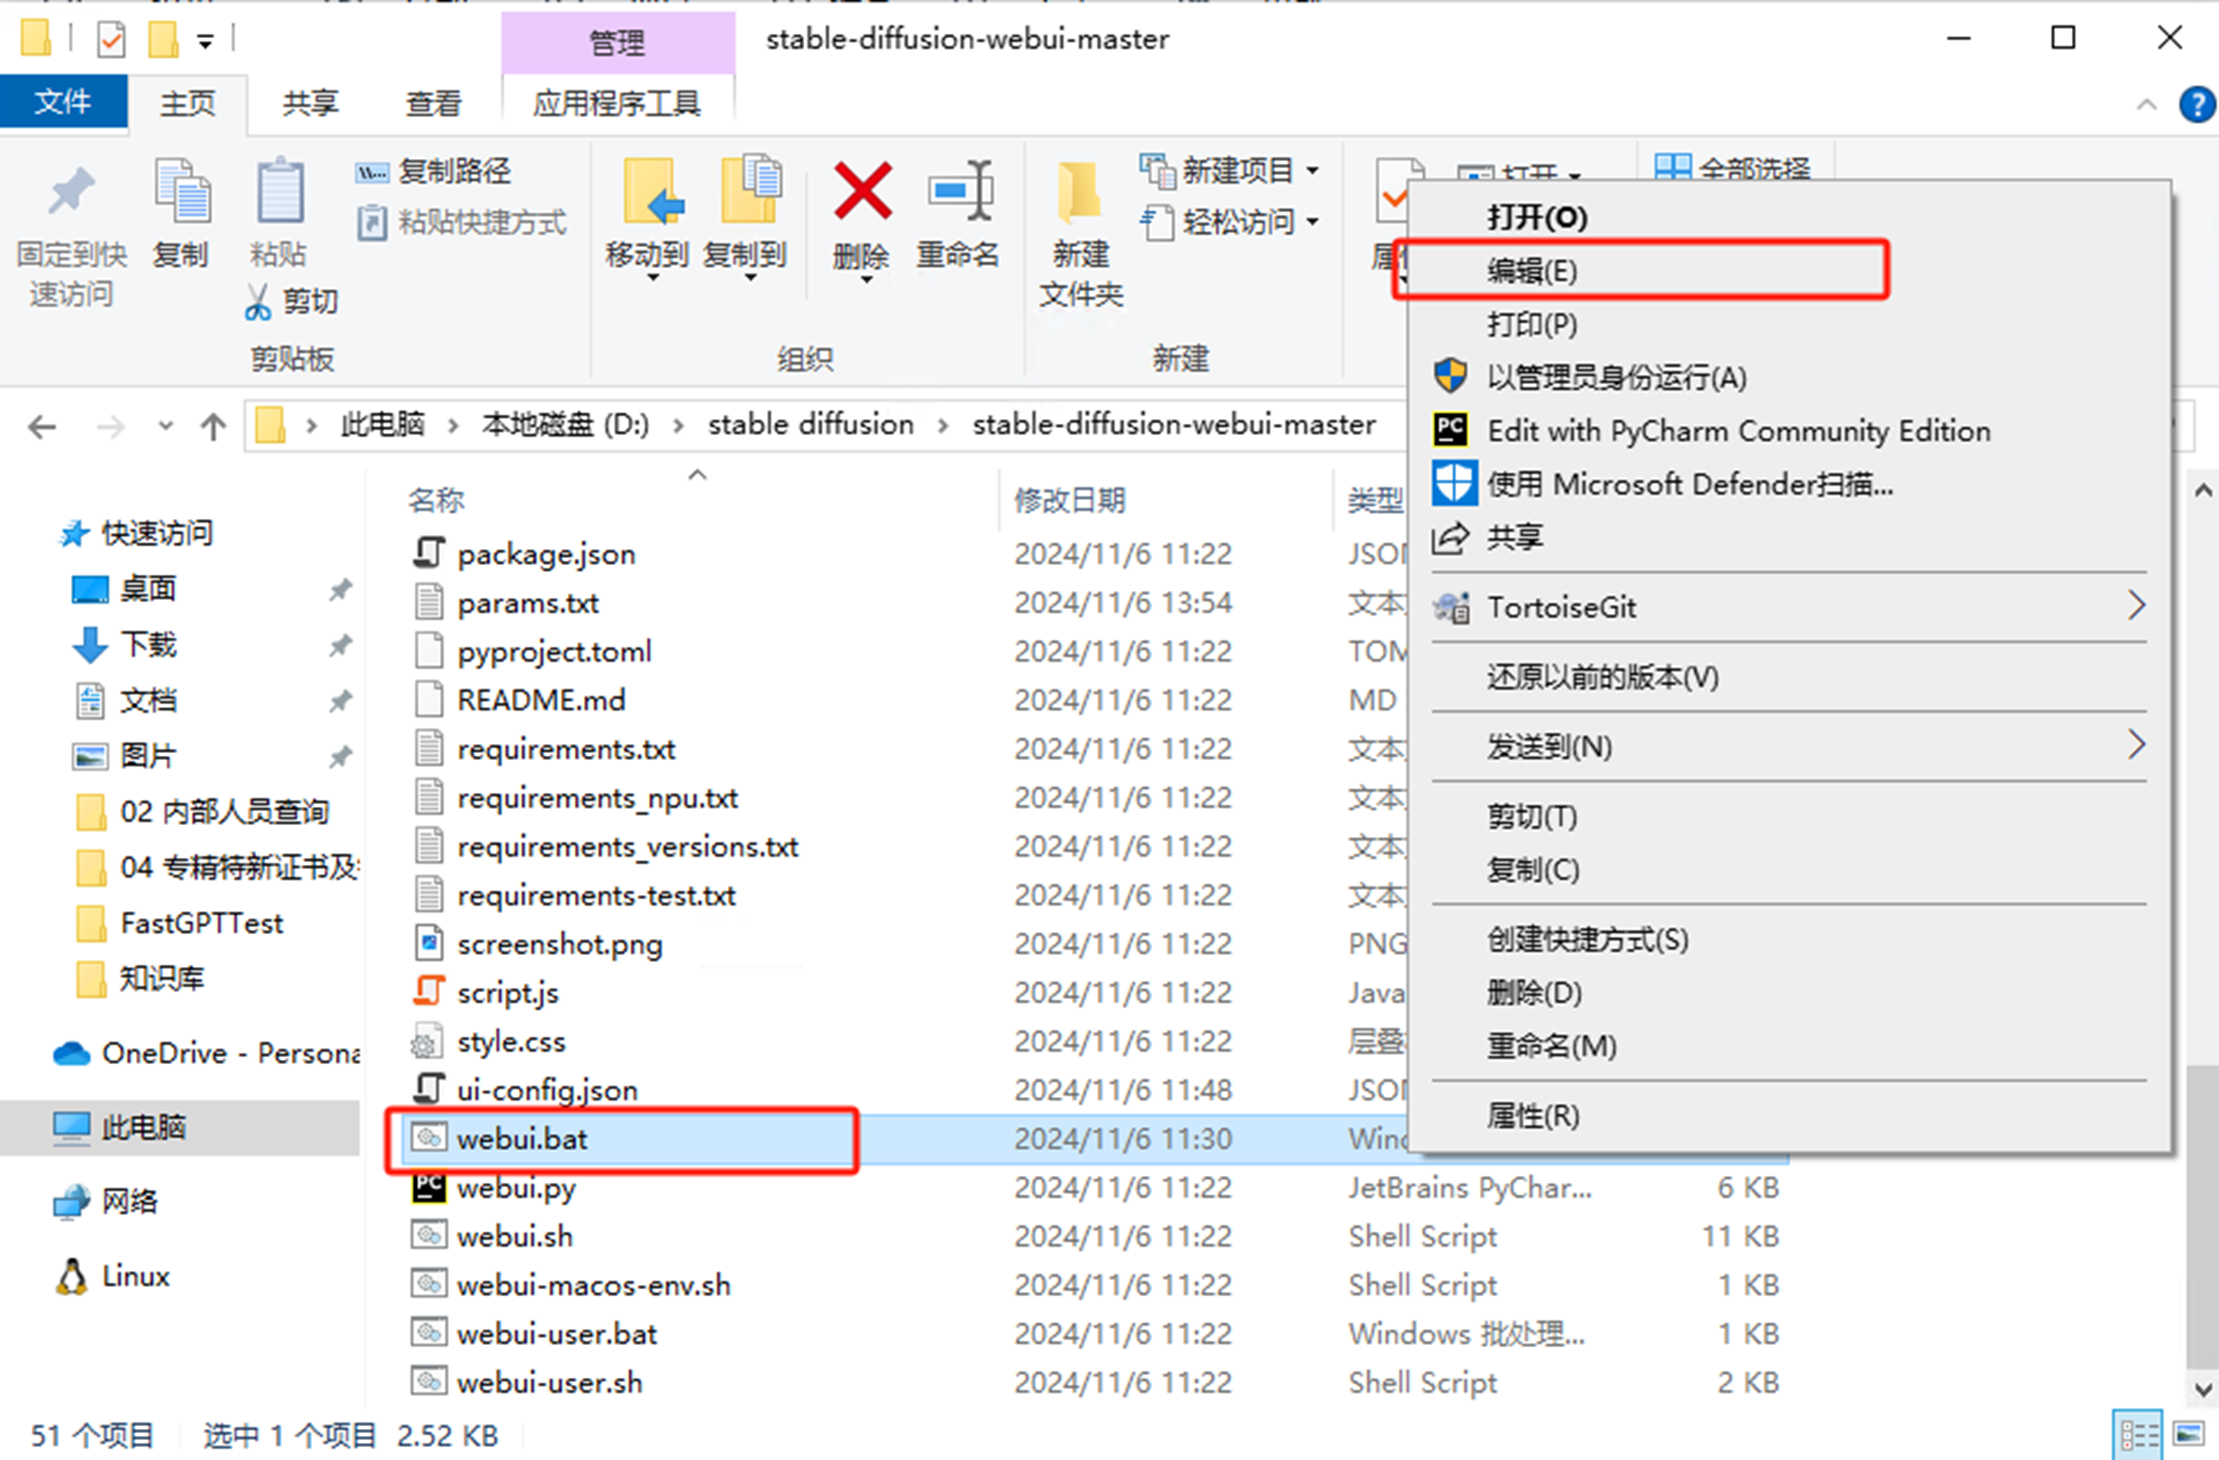 管理
stable-diffusion-webui-master
文件
主页
共享
查看
应用程序工具
固定到快
速访问
复制
粘贴
复制路径
粘贴快捷方式
剪切
剪贴板
移动到
复制到
删除
重命名
组织
新建
文件夹
新建项目
轻松访问
新建
打开
全部选择
此电脑
本地磁盘 (D:)
stable diffusion
stable-diffusion-webui-master
快速访问
桌面
下载
文档
图片
02 内部人员查询
04 专精特新证书及
FastGPTTest
知识库
OneDrive - Persona
此电脑
网络
Linux
名称 修改日期 类型
package.json 2024/11/6 11:22 JSO
params.txt 2024/11/6 13:54 文本
pyproject.toml 2024/11/6 11:22 TOM
README.md 2024/11/6 11:22 MD
requirements.txt 2024/11/6 11:22 文本
requirements_npu.txt 2024/11/6 11:22 文本
requirements_versions.txt 2024/11/6 11:22 文本
requirements-test.txt 2024/11/6 11:22 文本
screenshot.png 2024/11/6 11:22 PNG
script.js 2024/11/6 11:22 Java
style.css 2024/11/6 11:22 层叠
ui-config.json 2024/11/6 11:48 JSO
webui.bat 2024/11/6 11:30 Wind
webui.py 2024/11/6 11:22 JetBrains PyChar... 6 KB
webui.sh 2024/11/6 11:22 Shell Script 11 KB
webui-macos-env.sh 2024/11/6 11:22 Shell Script 1 KB
webui-user.bat 2024/11/6 11:22 Windows 批处理... 1 KB
webui-user.sh 2024/11/6 11:22 Shell Script 2 KB
打开(O)
编辑(E)
打印(P)
以管理员身份运行(A)
Edit with PyCharm Community Edition
使用 Microsoft Defender扫描...
共享
TortoiseGit
还原以前的版本(V)
发送到(N)
剪切(T)
复制(C)
创建快捷方式(S)
删除(D)
重命名(M)
属性(R)
51 个项目 选中 1 个项目 2.52 KB